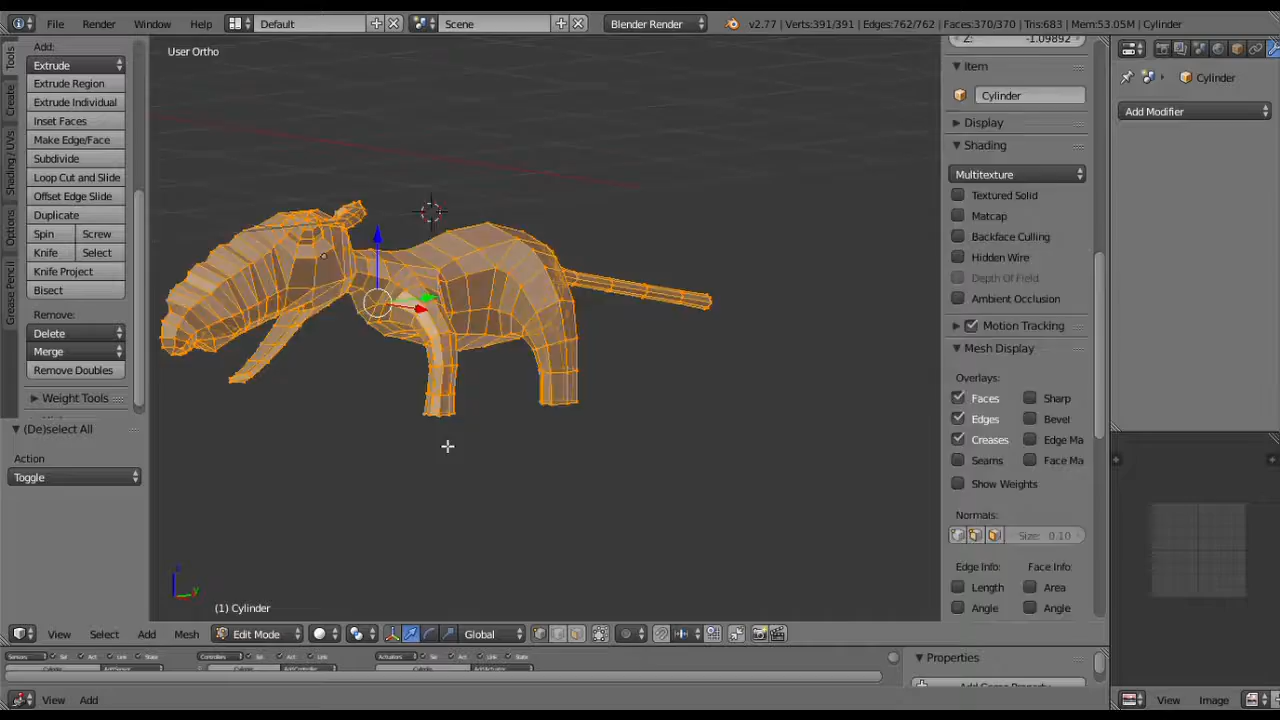 File Render Window Help Default Scene Blender Render v2.77 | Verts:391/391 | Edges:762/762 | Faces:370/370 | Tris:683 | Mem:53.05M | Cylinder
Tools
Create
Shading / UVs
Options
Grease Pencil
Add:
Extrude
Extrude Region
Extrude Individual
Inset Faces
Make Edge/Face
Subdivide
Loop Cut and Slide
Offset Edge Slide
Duplicate
Spin Screw
Knife Select
Knife Project
Bisect
Remove:
Delete
Merge
Remove Doubles
Weight Tools
(De)select All
Action
Toggle
User Ortho
(1) Cylinder
Z: -1.09892
Item
Cylinder
Display
Shading
Multitexture
Textured Solid
Matcap
Backface Culling
Hidden Wire
Depth Of Field
Ambient Occlusion
Motion Tracking
Mesh Display
Overlays:
Faces Sharp
Edges Bevel
Creases Edge Ma
Seams Face Ma
Show Weights
Normals:
Size: 0.10
Edge Info: Face Info:
Length Area
Angle Angle
Cylinder
Add Modifier
View Select Add Mesh Edit Mode Global
Properties
View Add
View Image